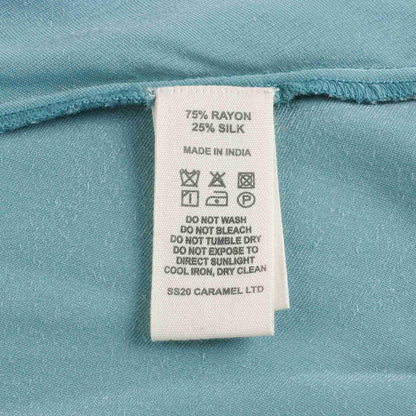 75% RAYON
25% SILK
MADE IN INDIA
P
DO NOT WASH
DO NOT BLEACH
DO NOT TUMBLE DRY
DO NOT EXPOSE TO
DIRECT SUNLIGHT
COOL IRON, DRY CLEAN
SS20 CARAMEL LTD